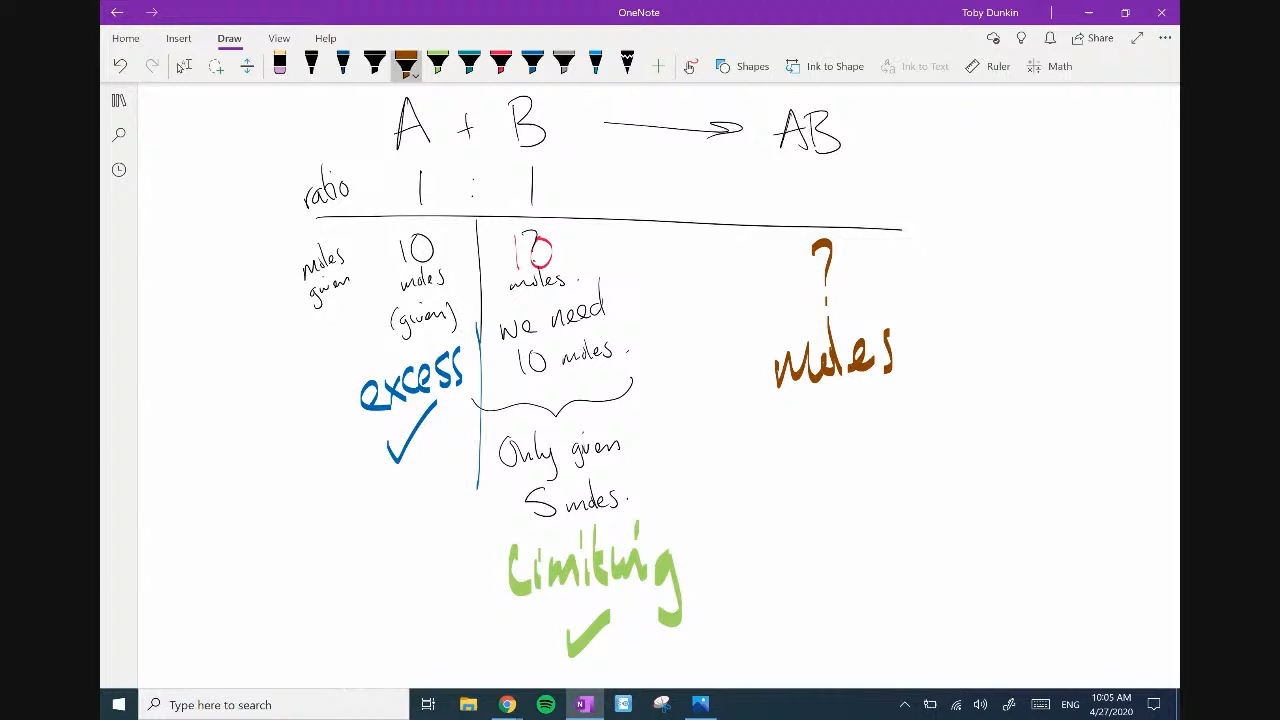 OneNote
Toby Dunkin
Home Insert Draw View Help
Share
Shapes Ink to Shape Ink to Text Ruler Math
A + B → AB
ratio 1 : 1
moles given 10 moles (given)
10 moles.
we need
10 moles.
?
moles
excess
Only given
5 moles.
limiting
Type here to search
ENG
10:05 AM
4/27/2020